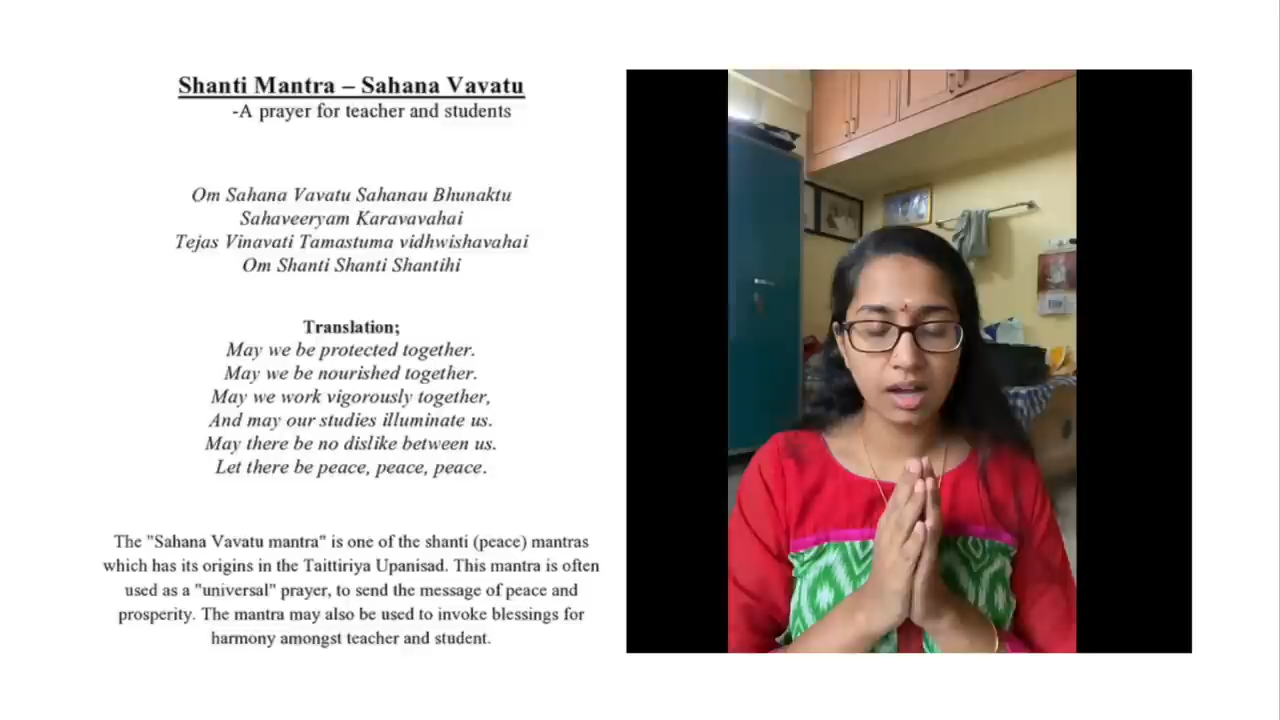 Shanti Mantra – Sahana Vavatu
-A prayer for teacher and students
Om Sahana Vavatu Sahanau Bhunaktu
Sahaveeryam Karavavahai
Tejas Vinavati Tamastuma vidhwishavahai
Om Shanti Shanti Shantihi
Translation;
May we be protected together.
May we be nourished together.
May we work vigorously together,
And may our studies illuminate us.
May there be no dislike between us.
Let there be peace, peace, peace.
The "Sahana Vavatu mantra" is one of the shanti (peace) mantras
which has its origins in the Taittiriya Upanisad. This mantra is often
used as a "universal" prayer, to send the message of peace and
prosperity. The mantra may also be used to invoke blessings for
harmony amongst teacher and student.